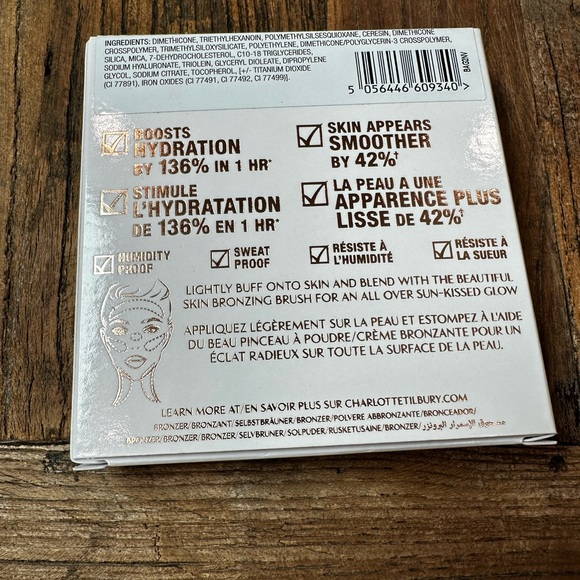 INGREDIENTS: DIMETHICONE, TRIETHYLHEXANOIN, POLYMETHYLSILSESQUIOXANE, CERESIN, DIMETHICONE
CROSSPOLYMER, TRIMETHYLSILOXYSILICATE, POLYETHYLENE, DIMETHICONE/POLYGLYCERIN-3 CROSSPOLYMER,
SILICA, MICA, 7-DEHYDROCHOLESTEROL, C10-18 TRIGLYCERIDES,
SODIUM HYALURONATE, TRIOLEIN, GLYCERYL DIOLEATE, DIPROPYLENE
GLYCOL, SODIUM CITRATE, TOCOPHEROL, [+/- TITANIUM DIOXIDE
(CI 77891), IRON OXIDES (CI 77491, CI 77492, CI 77499)].
5 056446 609340
BAG2NV
BOOSTS
HYDRATION
BY 136% IN 1 HR*
SKIN APPEARS
SMOOTHER
BY 42%†
STIMULE
L'HYDRATATION
DE 136% EN 1 HR*
LA PEAU A UNE
APPARENCE PLUS
LISSE DE 42%†
HUMIDITY
PROOF
SWEAT
PROOF
RÉSISTE À
L'HUMIDITÉ
RÉSISTE À
LA SUEUR
LIGHTLY BUFF ONTO SKIN AND BLEND WITH THE BEAUTIFUL
SKIN BRONZING BRUSH FOR AN ALL OVER SUN-KISSED GLOW
APPLIQUEZ LÉGÈREMENT SUR LA PEAU ET ESTOMPEZ À L'AIDE
DU BEAU PINCEAU À POUDRE/CRÈME BRONZANTE POUR UN
ÉCLAT RADIEUX SUR TOUTE LA SURFACE DE LA PEAU.
LEARN MORE AT/EN SAVOIR PLUS SUR CHARLOTTETILBURY.COM
BRONZER/BRONZANT/SELBSTBRÄUNER/BRONZER/POLVERE ABBRONZANTE/BRONCEADOR/
BRONZER/BRONZER/BRONZER/SELVBRUNER/SOLPUDER/RUSKETUSAINE/BRONZER/